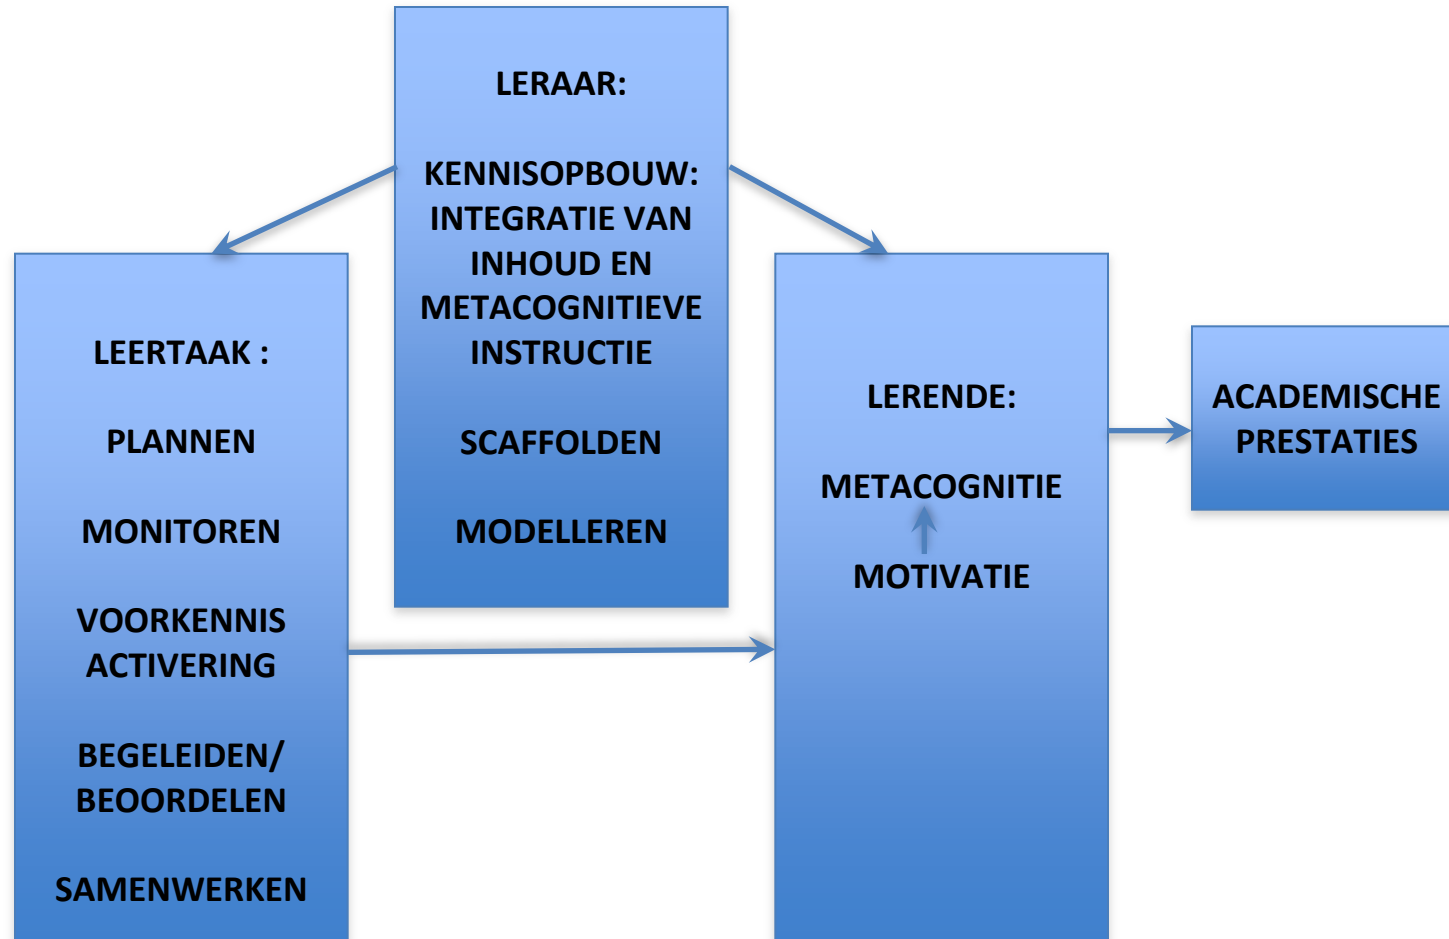 LERAAR:
KENNISOPBOUW:
INTEGRATIE VAN
INHOUD EN
METACOGNITIEVE
INSTRUCTIE
SCAFFOLDEN
MODELLEREN
LEERTAAK :
PLANNEN
MONITOREN
VOORKENNIS
ACTIVERING
BEGELEIDEN/
BEOORDELEN
SAMENWERKEN
LERENDE:
METACOGNITIE
MOTIVATIE
ACADEMISCHE
PRESTATIES